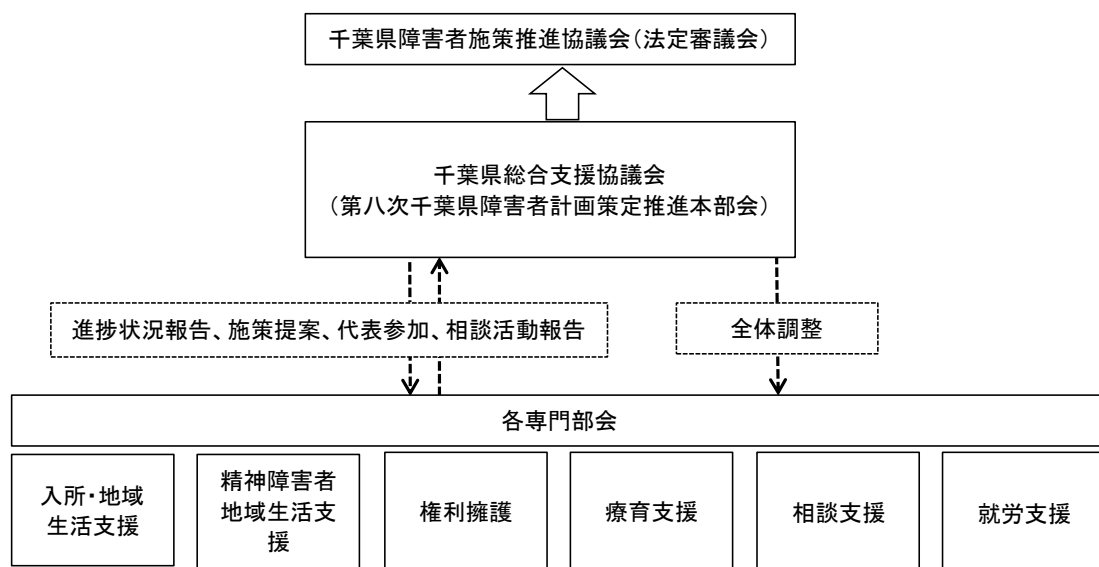 千葉県障害者施策推進協議会（法定審議会）
千葉県総合支援協議会
（第八次千葉県障害者計画策定推進本部会）
進捗状況報告、施策提案、代表参加、相談活動報告
全体調整
各専門部会
入所・地域
生活支援
精神障害者
地域生活支
援
権利擁護
療育支援
相談支援
就労支援